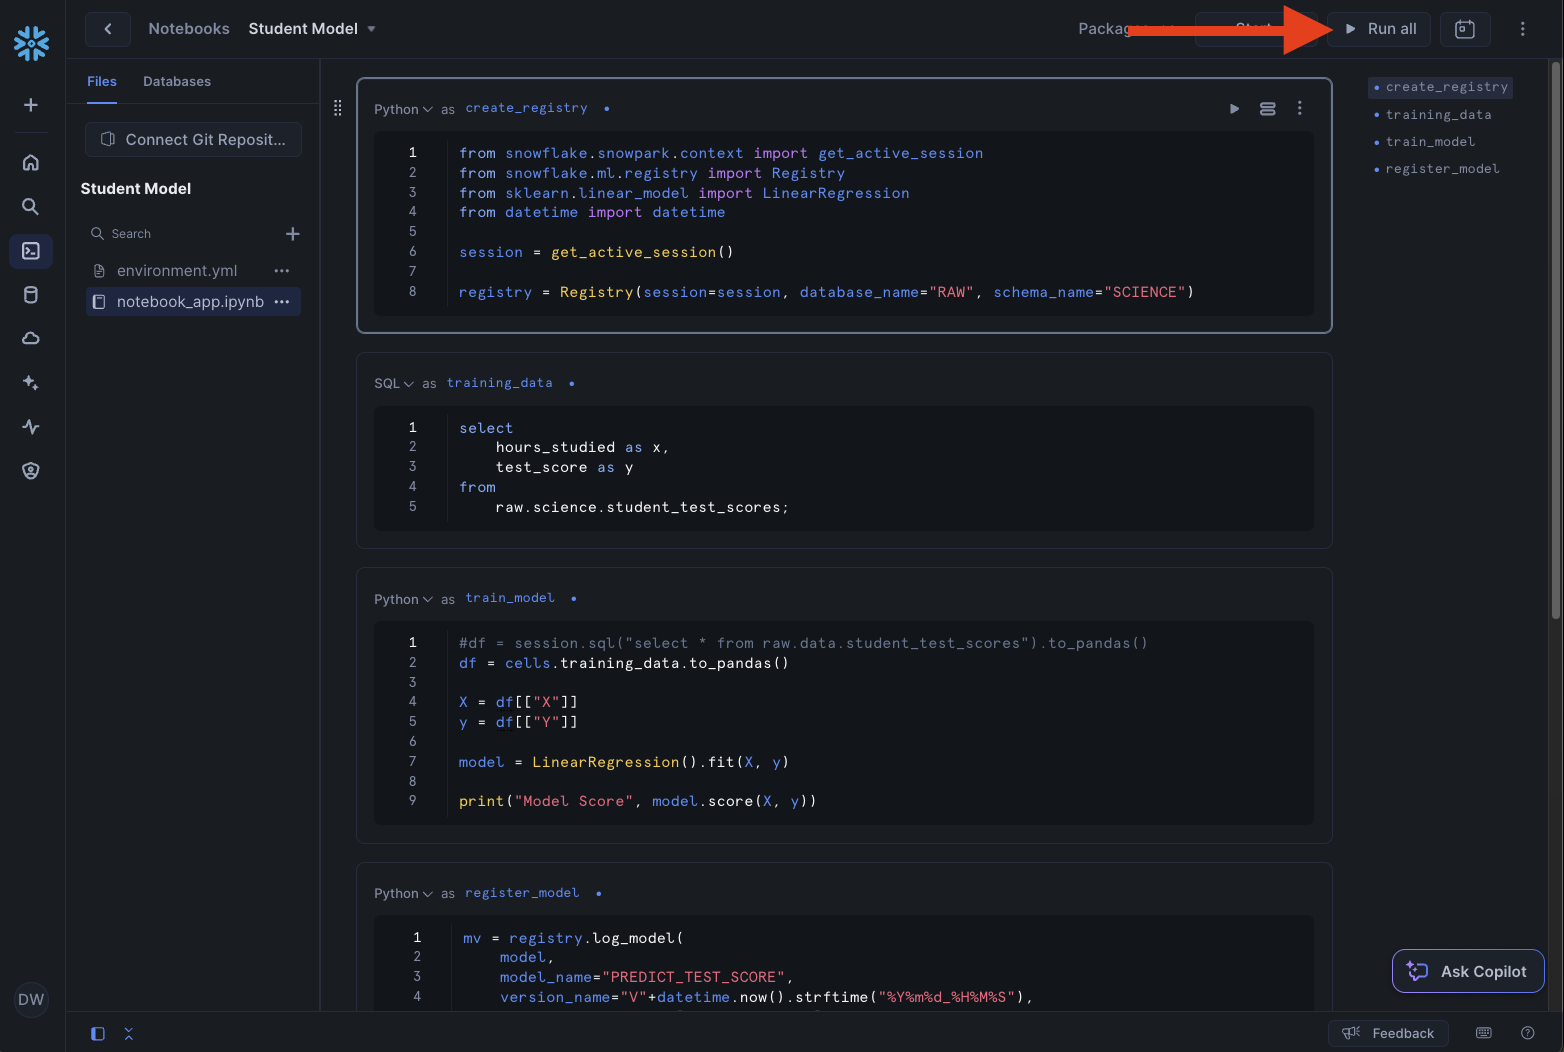 Notebooks Student Model
Run all
Files Databases
Connect Git Reposit...
Student Model
Search
environment.yml ...
notebook_app.ipynb ...
Python as create_registry
1 from snowflake.snowpark.context import get_active_session
2 from snowflake.ml.registry import Registry
3 from sklearn.linear_model import LinearRegression
4 from datetime import datetime
5
6 session = get_active_session()
7
8 registry = Registry(session=session, database_name="RAW", schema_name="SCIENCE")
SQL as training_data
1 select
2 hours_studied as x,
3 test_score as y
4 from
5 raw.science.student_test_scores;
Python as train_model
1 #df = session.sql("select * from raw.data.student_test_scores").to_pandas()
2 df = cells.training_data.to_pandas()
3
4 X = df[["X"]]
5 y = df[["Y"]]
6
7 model = LinearRegression().fit(X, y)
8
9 print("Model Score", model.score(X, y))
Python as register_model
1 mv = registry.log_model(
2 model,
3 model_name="PREDICT_TEST_SCORE",
4 version_name="V"+datetime.now().strftime("%Y%m%d_%H%M%S"),
create_registry
training_data
train_model
register_model
Ask Copilot
DW
Feedback